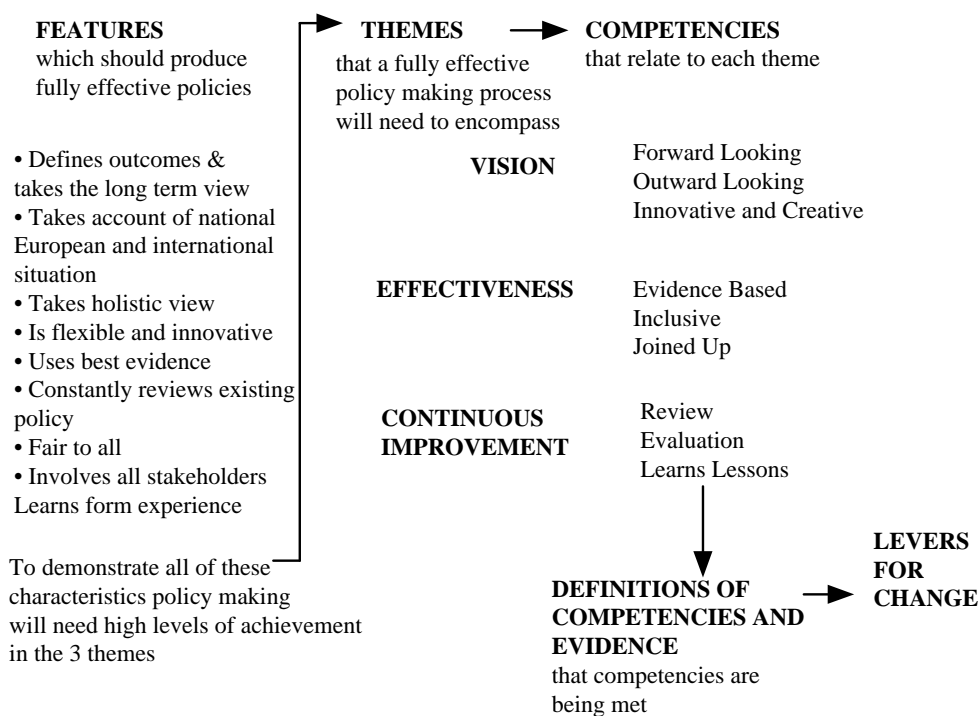 FEATURES
which should produce
fully effective policies
• Defines outcomes &
takes the long term view
• Takes account of national
European and international
situation
• Takes holistic view
• Is flexible and innovative
• Uses best evidence
• Constantly reviews existing
policy
• Fair to all
• Involves all stakeholders
Learns form experience
To demonstrate all of these
characteristics policy making
will need high levels of achievement
in the 3 themes
THEMES
that a fully effective
policy making process
will need to encompass
COMPETENCIES
that relate to each theme
VISION
Forward Looking
Outward Looking
Innovative and Creative
EFFECTIVENESS
Evidence Based
Inclusive
Joined Up
CONTINUOUS
IMPROVEMENT
Review
Evaluation
Learns Lessons
DEFINITIONS OF
COMPETENCIES AND
EVIDENCE
that competencies are
being met
LEVERS
FOR
CHANGE